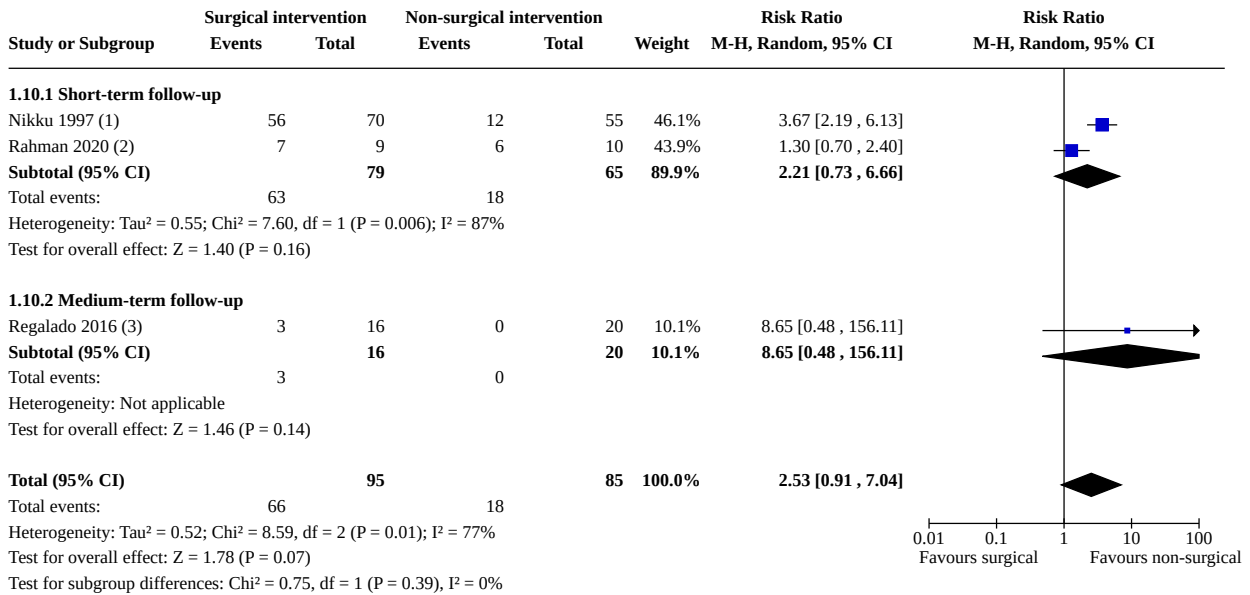 Surgical intervention Non-surgical intervention Risk Ratio Risk Ratio
Study or Subgroup Events Total Events Total Weight M-H, Random, 95% CI M-H, Random, 95% CI
1.10.1 Short-term follow-up
Nikku 1997 (1) 56 70 12 55 46.1% 3.67 [2.19 , 6.13]
Rahman 2020 (2) 7 9 6 10 43.9% 1.30 [0.70 , 2.40]
Subtotal (95% CI) 79 65 89.9% 2.21 [0.73 , 6.66]
Total events: 63 18
Heterogeneity: Tau² = 0.55; Chi² = 7.60, df = 1 (P = 0.006); I² = 87%
Test for overall effect: Z = 1.40 (P = 0.16)
1.10.2 Medium-term follow-up
Regalado 2016 (3) 3 16 0 20 10.1% 8.65 [0.48 , 156.11]
Subtotal (95% CI) 16 20 10.1% 8.65 [0.48 , 156.11]
Total events: 3 0
Heterogeneity: Not applicable
Test for overall effect: Z = 1.46 (P = 0.14)
Total (95% CI) 95 85 100.0% 2.53 [0.91 , 7.04]
Total events: 66 18
Heterogeneity: Tau² = 0.52; Chi² = 8.59, df = 2 (P = 0.01); I² = 77%
0.01 0.1 1 10 100
Test for overall effect: Z = 1.78 (P = 0.07)
Favours surgical Favours non-surgical
Test for subgroup differences: Chi² = 0.75, df = 1 (P = 0.39), I² = 0%